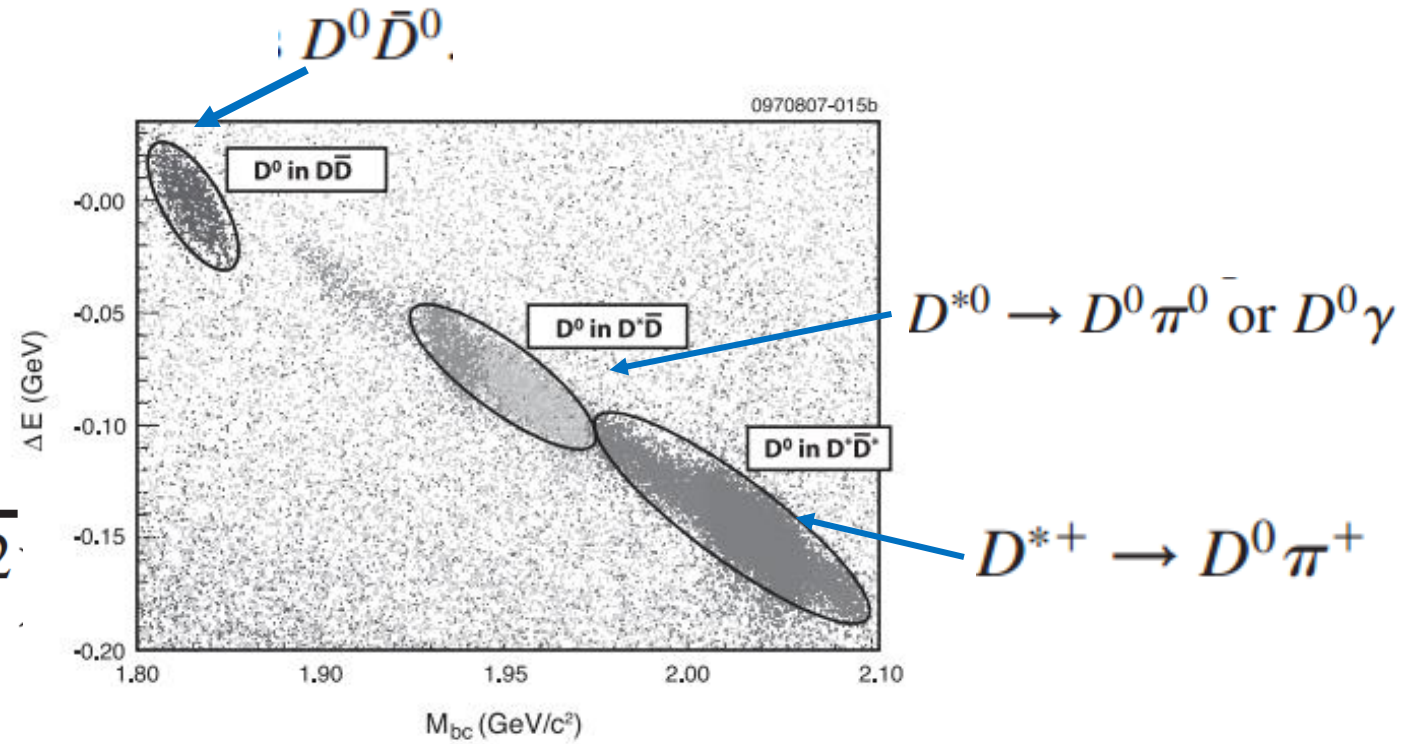 D⁰D̄⁰.
0970807-015b
D⁰ in DD̄
-0.00
-0.05
D⁰ in D*D̄
D*⁰ → D⁰π⁰ or D⁰γ
-0.10
D⁰ in D*D̄*
-0.15
D*⁺ → D⁰π⁺
2
-0.20
ΔE (GeV)
1.80
1.90
1.95
2.00
2.10
M_bc (GeV/c²)